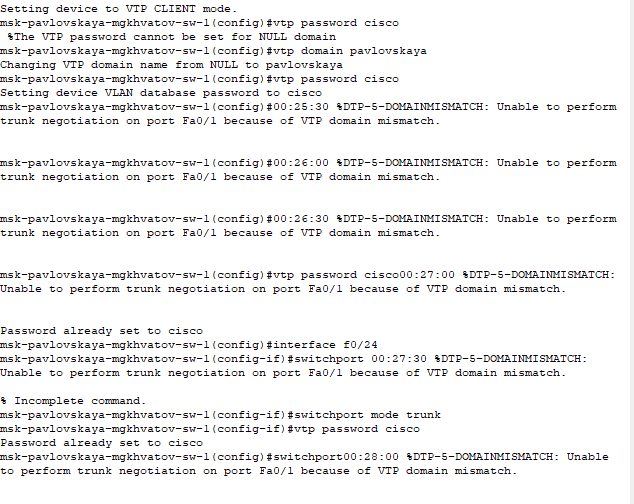 Setting device to VTP CLIENT mode.
msk-pavlovskaya-mgkhvatov-sw-1(config)#vtp password cisco
%The VTP password cannot be set for NULL domain
msk-pavlovskaya-mgkhvatov-sw-1(config)#vtp domain pavlovskaya
Changing VTP domain name from NULL to pavlovskaya
msk-pavlovskaya-mgkhvatov-sw-1(config)#vtp password cisco
Setting device VLAN database password to cisco
msk-pavlovskaya-mgkhvatov-sw-1(config)#00:25:30 %DTP-5-DOMAINMISMATCH: Unable to perform
trunk negotiation on port Fa0/1 because of VTP domain mismatch.
msk-pavlovskaya-mgkhvatov-sw-1(config)#00:26:00 %DTP-5-DOMAINMISMATCH: Unable to perform
trunk negotiation on port Fa0/1 because of VTP domain mismatch.
msk-pavlovskaya-mgkhvatov-sw-1(config)#00:26:30 %DTP-5-DOMAINMISMATCH: Unable to perform
trunk negotiation on port Fa0/1 because of VTP domain mismatch.
msk-pavlovskaya-mgkhvatov-sw-1(config)#vtp password cisco00:27:00 %DTP-5-DOMAINMISMATCH:
Unable to perform trunk negotiation on port Fa0/1 because of VTP domain mismatch.
Password already set to cisco
msk-pavlovskaya-mgkhvatov-sw-1(config)#interface f0/24
msk-pavlovskaya-mgkhvatov-sw-1(config-if)#switchport 00:27:30 %DTP-5-DOMAINMISMATCH:
Unable to perform trunk negotiation on port Fa0/1 because of VTP domain mismatch.
% Incomplete command.
msk-pavlovskaya-mgkhvatov-sw-1(config-if)#switchport mode trunk
msk-pavlovskaya-mgkhvatov-sw-1(config-if)#vtp password cisco
Password already set to cisco
msk-pavlovskaya-mgkhvatov-sw-1(config)#switchport00:28:00 %DTP-5-DOMAINMISMATCH: Unable
to perform trunk negotiation on port Fa0/1 because of VTP domain mismatch.